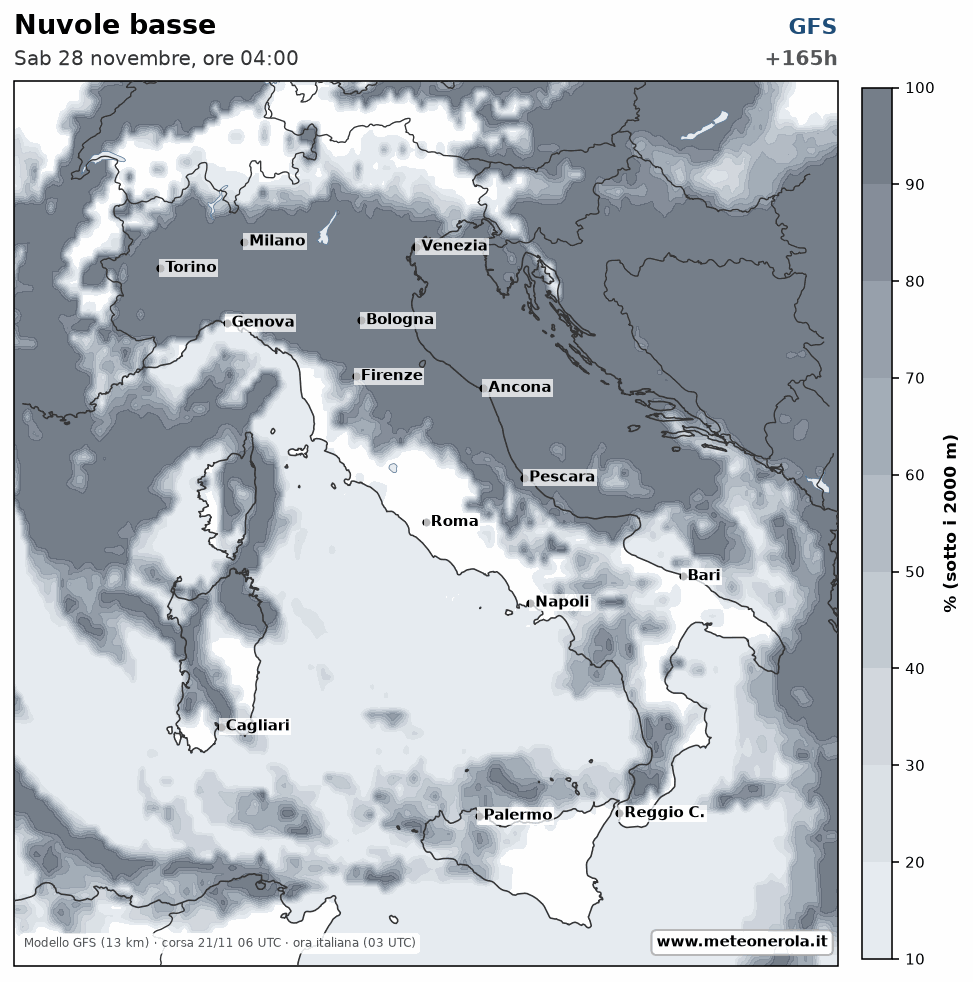 Nuvole basse
GFS
Sab 28 novembre, ore 04:00
+165h
100
90
80
70
60
50
40
30
20
10
% (sotto i 2000 m)
Milano
Venezia
Torino
Genova
Bologna
Firenze
Ancona
Pescara
Roma
Bari
Napoli
Cagliari
Palermo
Reggio C.
Modello GFS (13 km) · corsa 21/11 06 UTC · ora italiana (03 UTC)
www.meteonerola.it